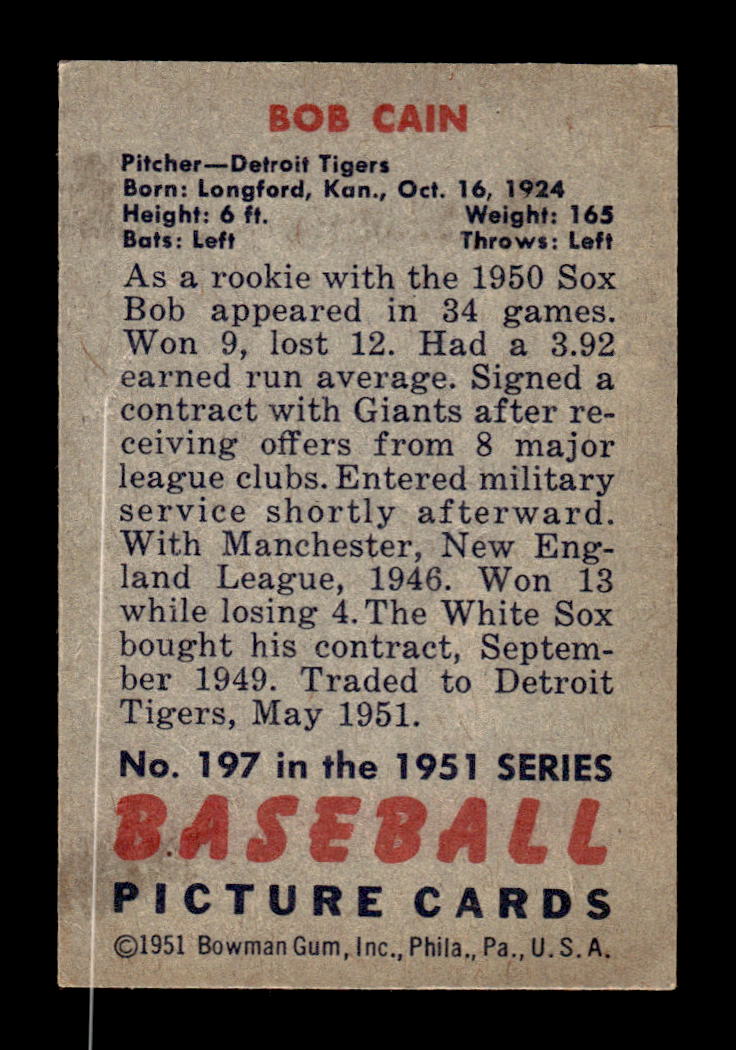 BOB CAIN
Pitcher—Detroit Tigers
Born: Longford, Kan., Oct. 16, 1924
Height: 6 ft. Weight: 165
Bats: Left Throws: Left
As a rookie with the 1950 Sox
Bob appeared in 34 games.
Won 9, lost 12. Had a 3.92
earned run average. Signed a
contract with Giants after re-
ceiving offers from 8 major
league clubs. Entered military
service shortly afterward.
With Manchester, New Eng-
land League, 1946. Won 13
while losing 4. The White Sox
bought his contract, Septem-
ber 1949. Traded to Detroit
Tigers, May 1951.
No. 197 in the 1951 SERIES
BASEBALL
PICTURE CARDS
©1951 Bowman Gum, Inc., Phila., Pa., U.S.A.